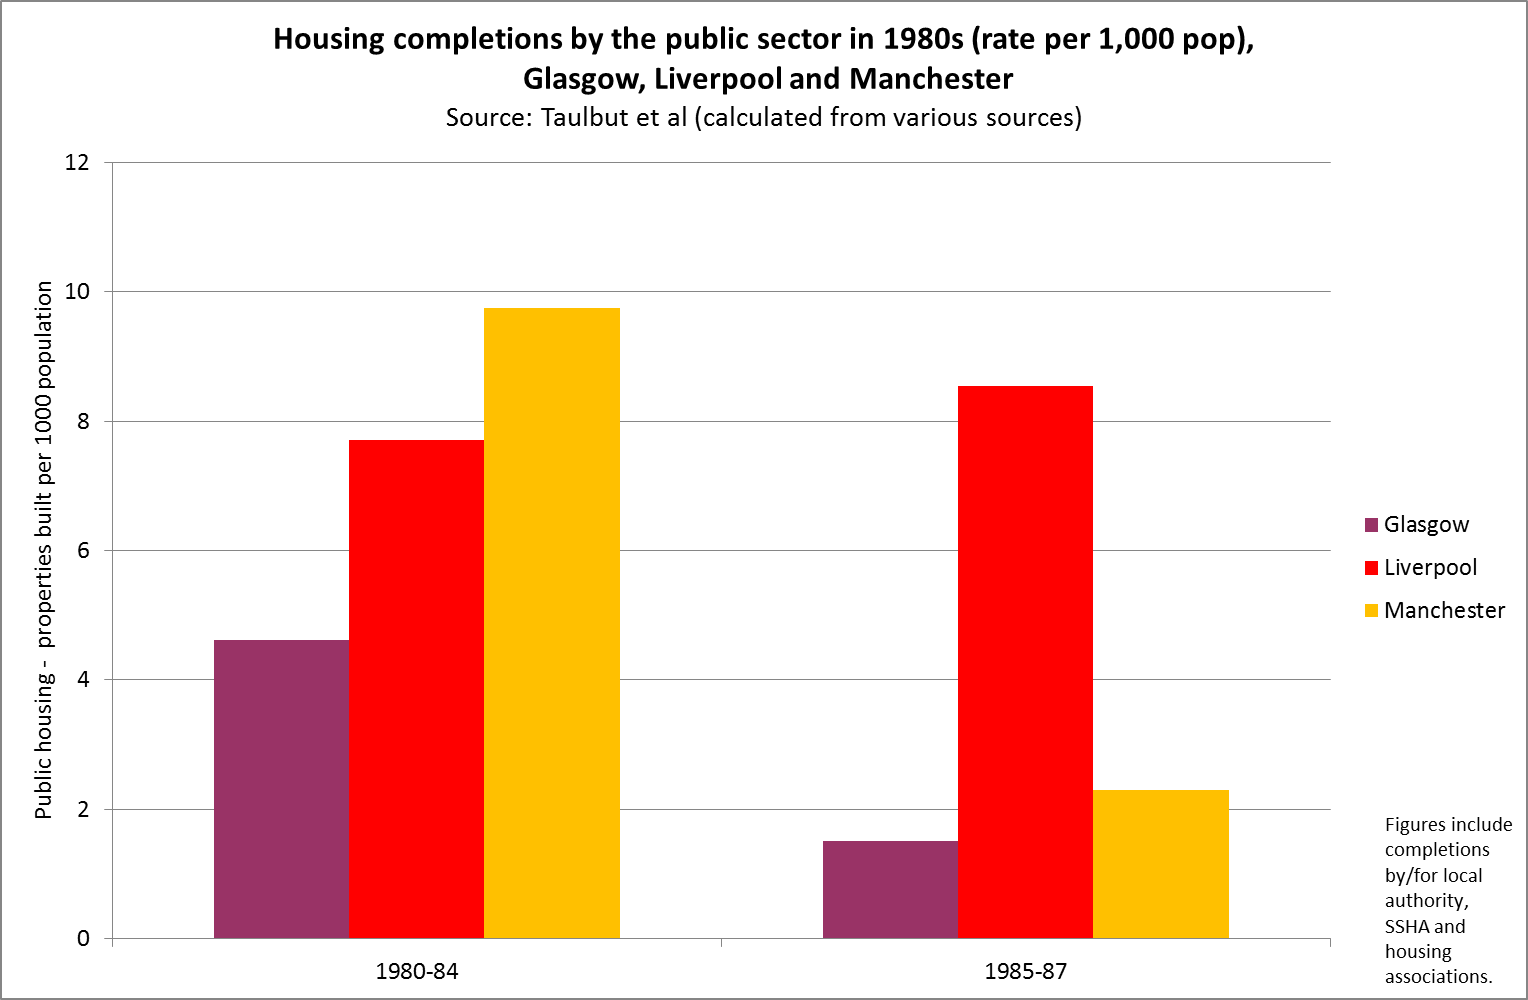 Housing completions by the public sector in 1980s (rate per 1,000 pop),
Glasgow, Liverpool and Manchester
Source: Taulbut et al (calculated from various sources)
Public housing - properties built per 1000 population
12
10
8
6
4
2
0
1980-84
1985-87
Glasgow
Liverpool
Manchester
Figures include
completions
by/for local
authority,
SSHA and
housing
associations.